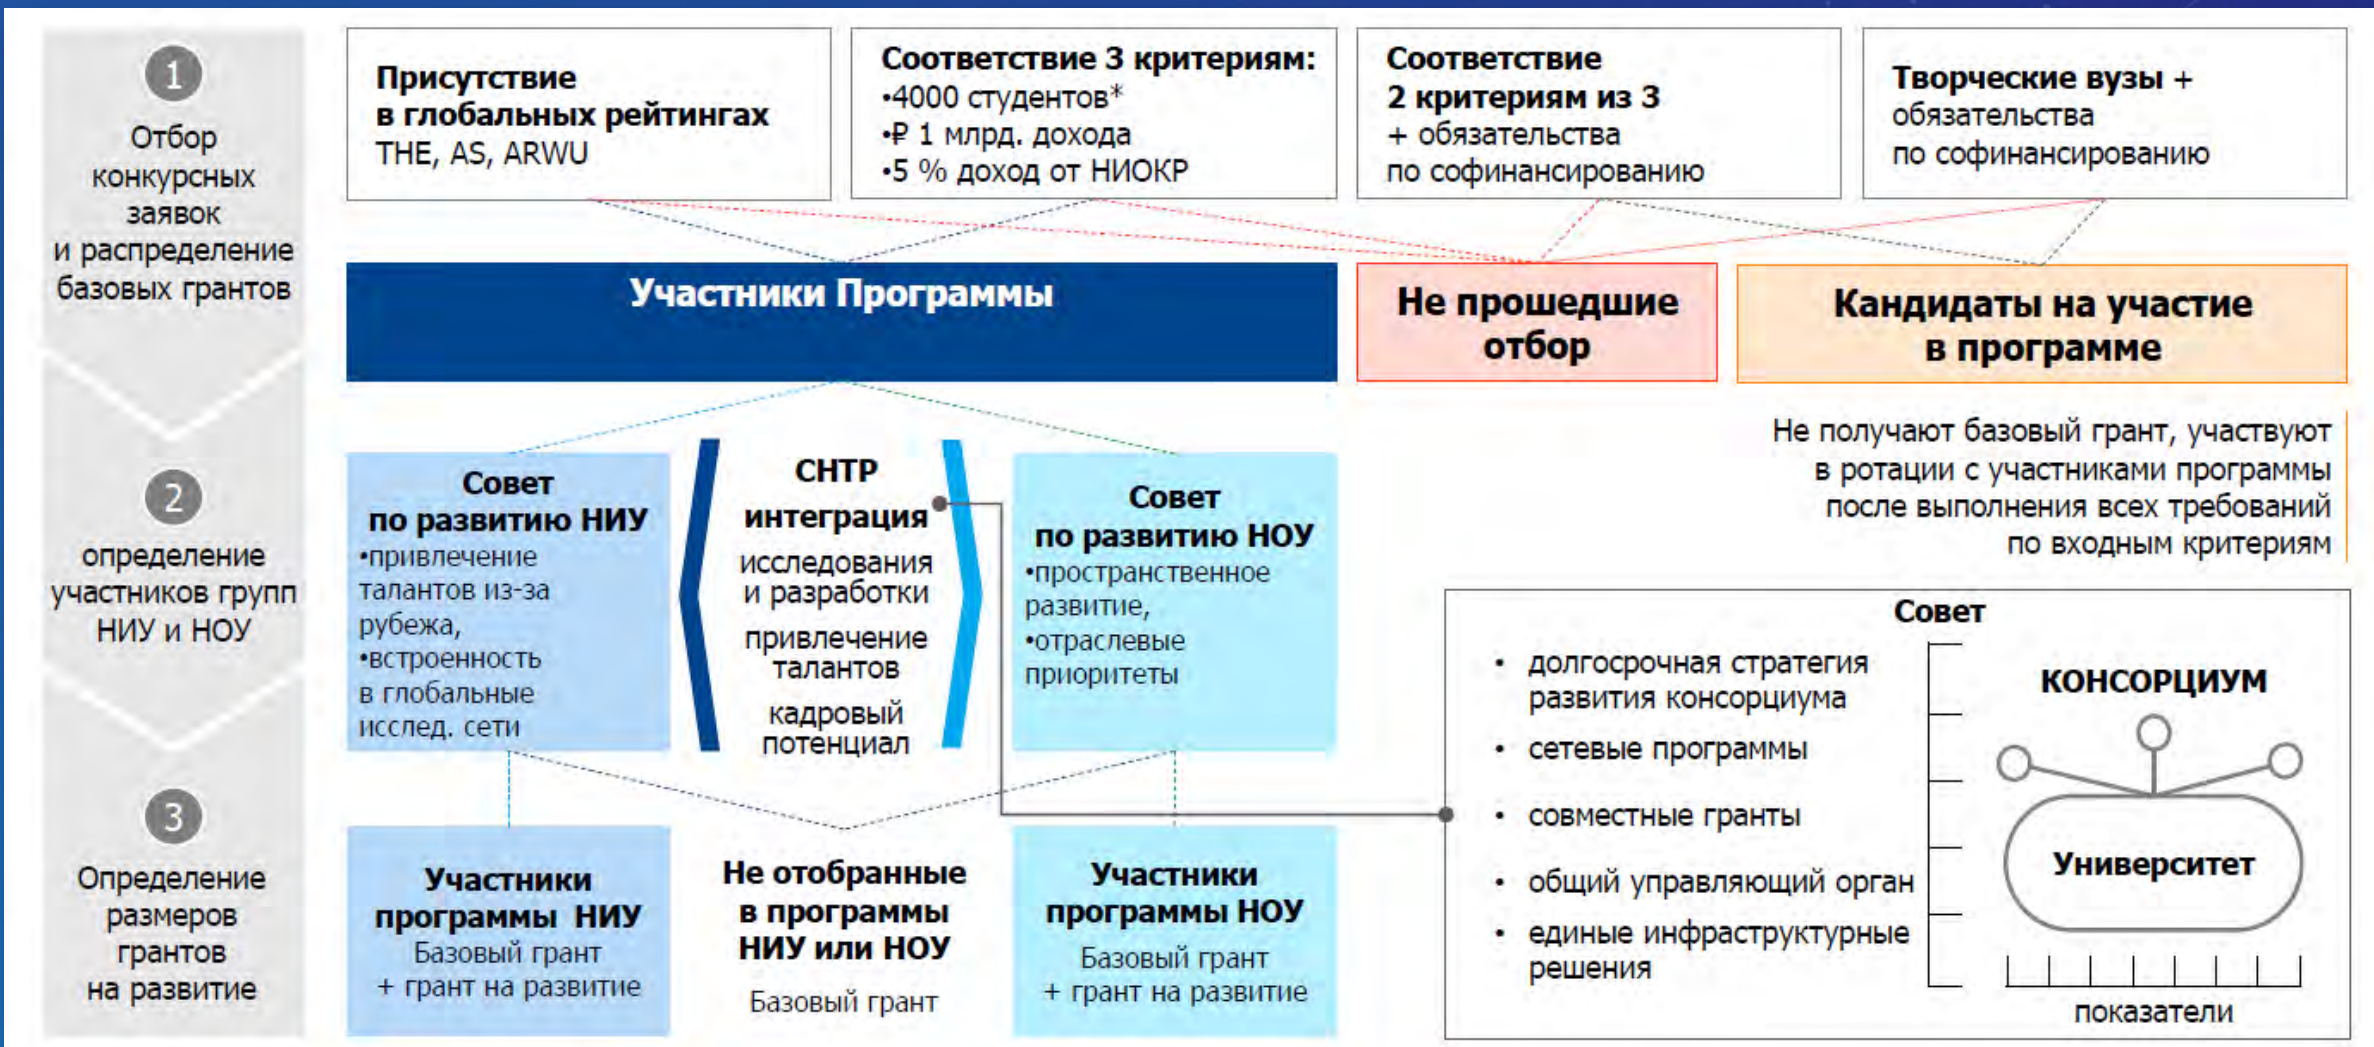 1
Отбор
конкурсных
заявок
и распределение
базовых грантов
Присутствие
в глобальных рейтингах
THE, AS, ARWU
Соответствие 3 критериям:
•4000 студентов*
•₽ 1 млрд. дохода
•5 % доход от НИОКР
Соответствие
2 критериям из 3
+ обязательства
по софинансированию
Творческие вузы +
обязательства
по софинансированию
Участники Программы
Не прошедшие
отбор
Кандидаты на участие
в программе
Не получают базовый грант, участвуют
в ротации с участниками программы
после выполнения всех требований
по входным критериям
2
определение
участников групп
НИУ и НОУ
Совет
по развитию НИУ
•привлечение
талантов из-за
рубежа,
•встроенность
в глобальные
исслед. сети
СНТР
интеграция
исследования
и разработки
привлечение
талантов
кадровый
потенциал
Совет
по развитию НОУ
•пространственное
развитие,
•отраслевые
приоритеты
3
Определение
размеров
грантов
на развитие
Участники
программы НИУ
Базовый грант
+ грант на развитие
Не отобранные
в программы
НИУ или НОУ
Базовый грант
Участники
программы НОУ
Базовый грант
+ грант на развитие
Совет
• долгосрочная стратегия
развития консорциума
• сетевые программы
• совместные гранты
• общий управляющий орган
• единые инфраструктурные
решения
КОНСОРЦИУМ
Университет
показатели